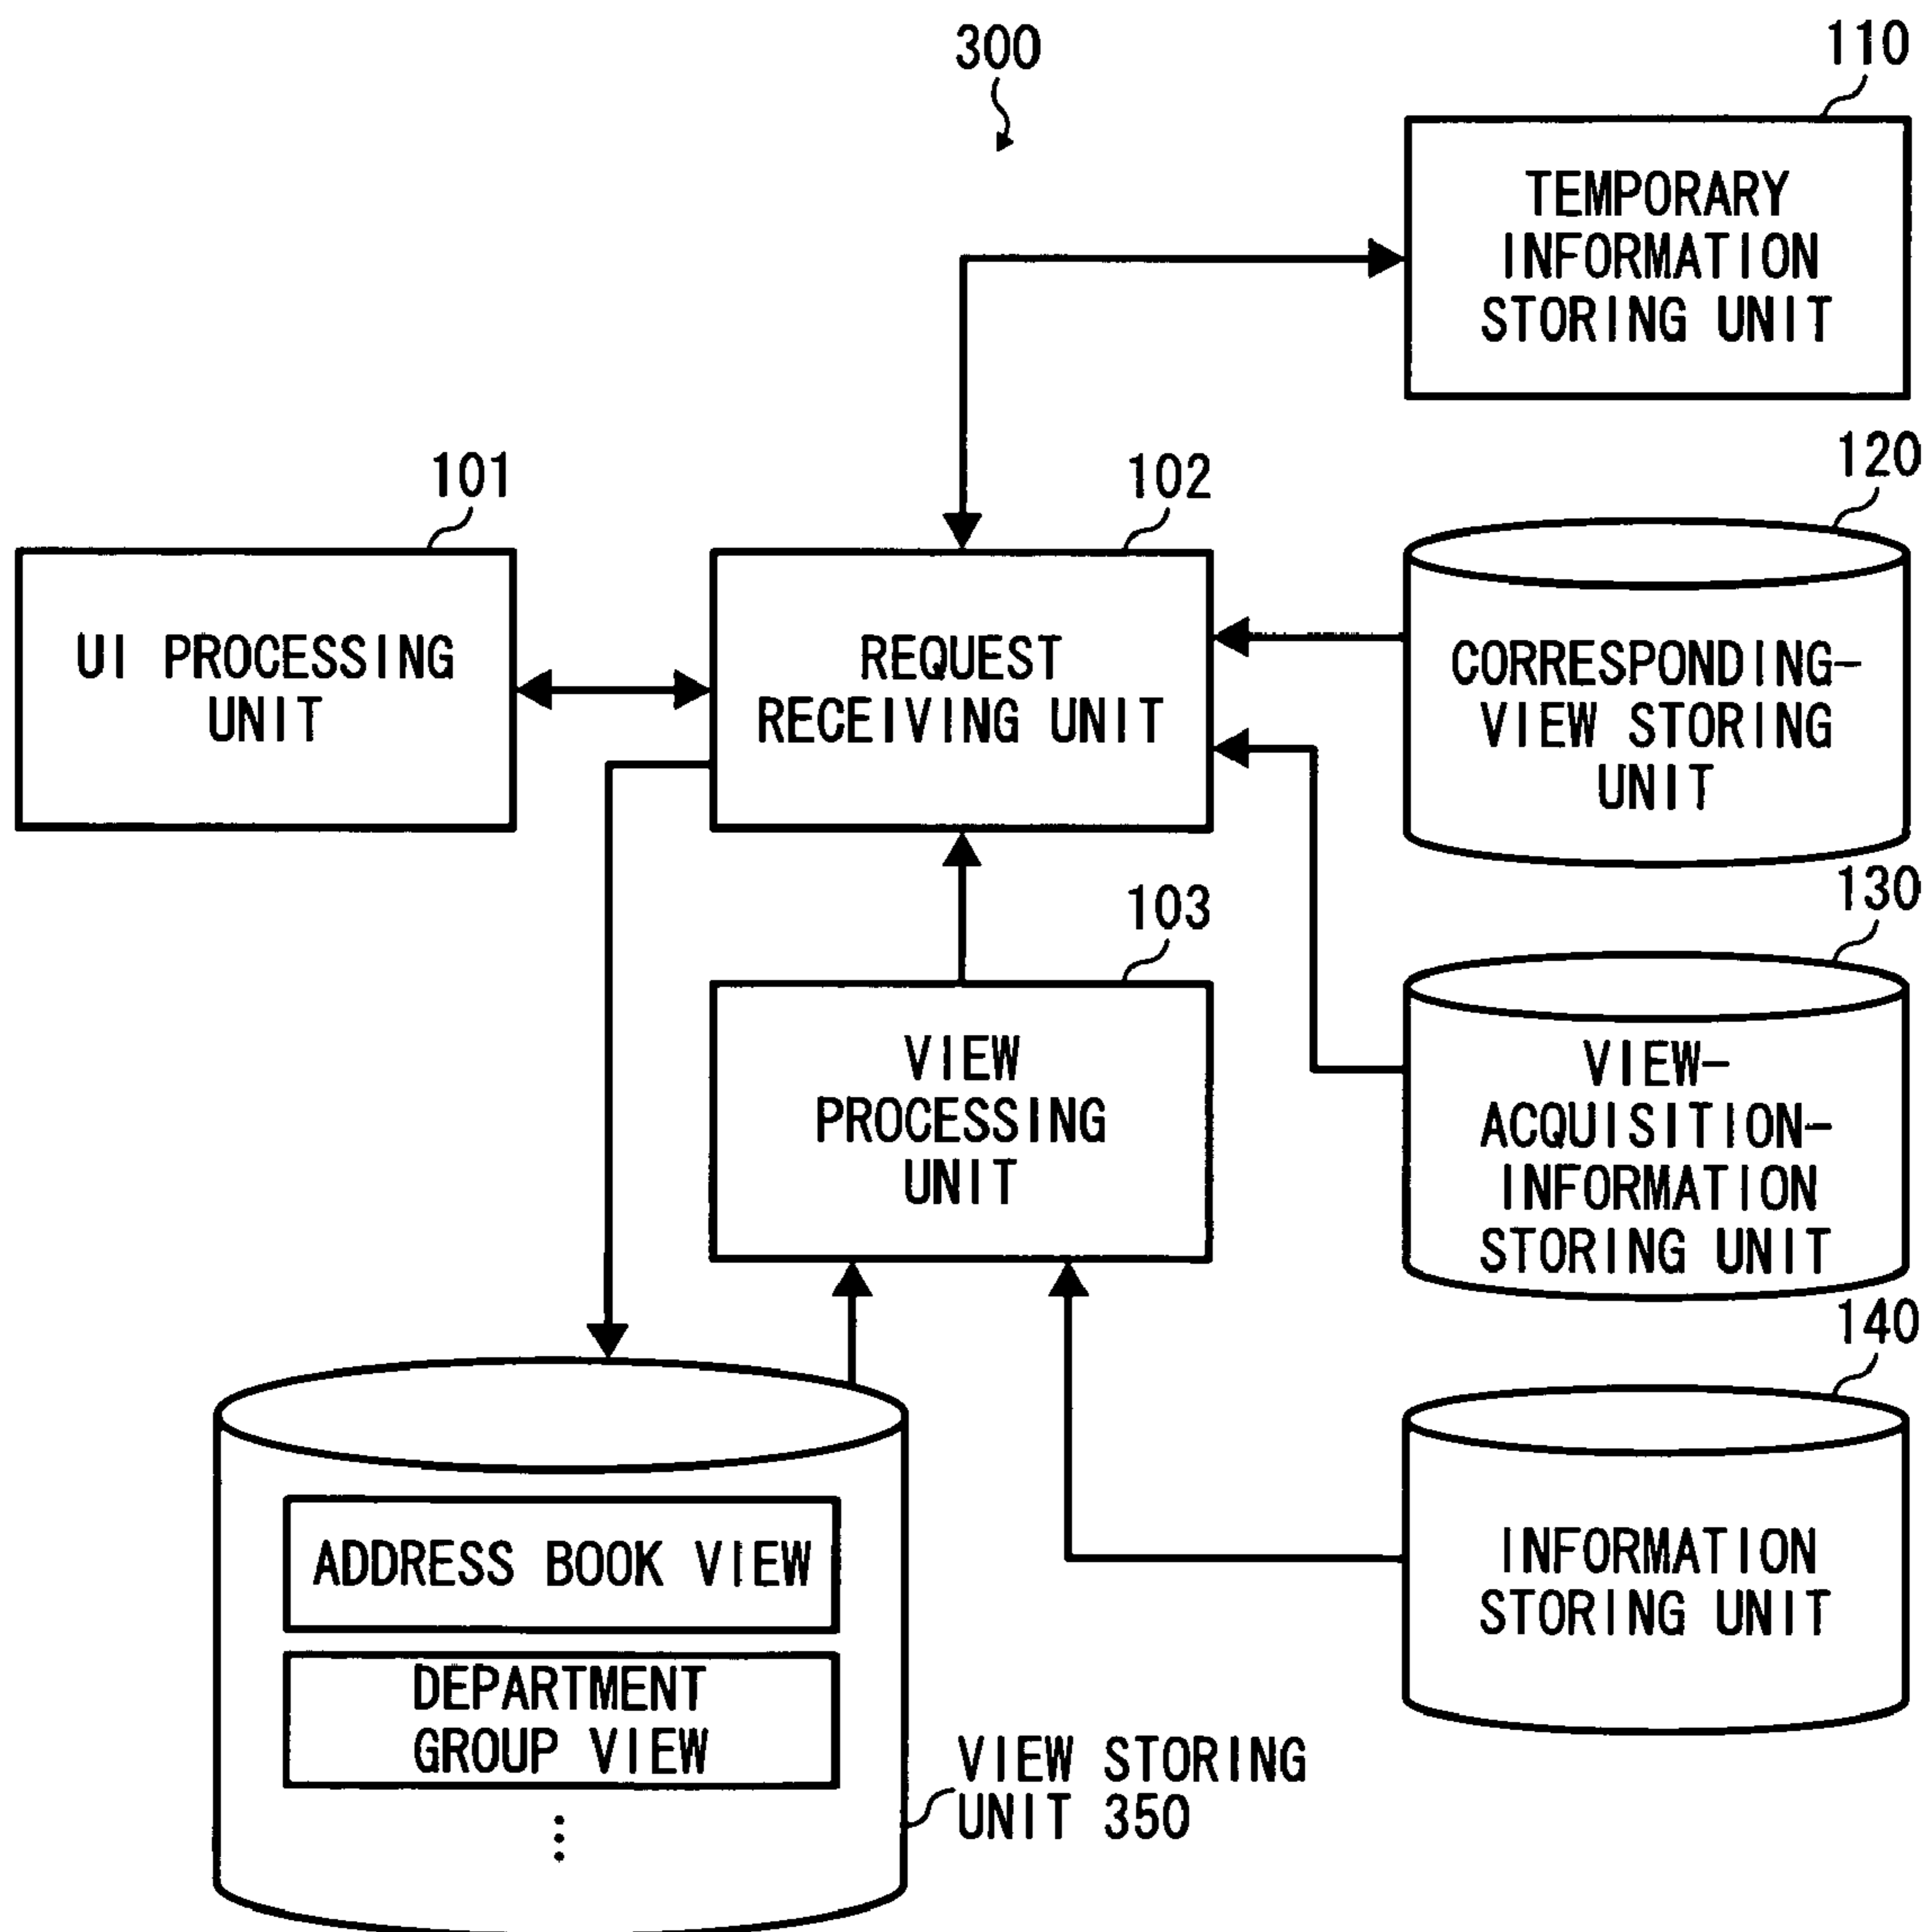 300
110
TEMPORARY
INFORMATION
STORING UNIT
101
102
120
UI PROCESSING
UNIT
REQUEST
RECEIVING UNIT
CORRESPONDING-
VIEW STORING
UNIT
103
130
VIEW
PROCESSING
UNIT
VIEW-
ACQUISITION-
INFORMATION
STORING UNIT
140
ADDRESS BOOK VIEW
INFORMATION
STORING UNIT
DEPARTMENT
GROUP VIEW
VIEW STORING
UNIT 350